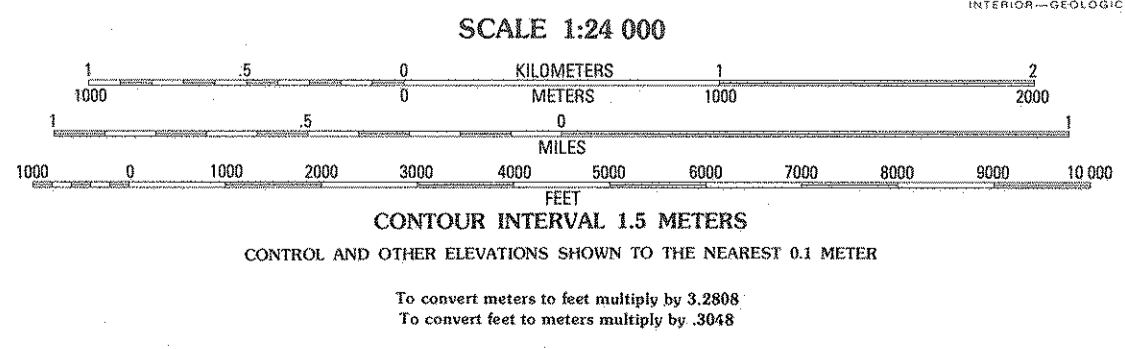 INTERIOR—GEOLOGIC
SCALE 1:24 000
1 .5 0 KILOMETERS 1 2
1000 0 METERS 1000 2000
1 .5 0 1
MILES
1000 0 1000 2000 3000 4000 5000 6000 7000 8000 9000 10 000
FEET
CONTOUR INTERVAL 1.5 METERS
CONTROL AND OTHER ELEVATIONS SHOWN TO THE NEAREST 0.1 METER
To convert meters to feet multiply by 3.2808
To convert feet to meters multiply by .3048